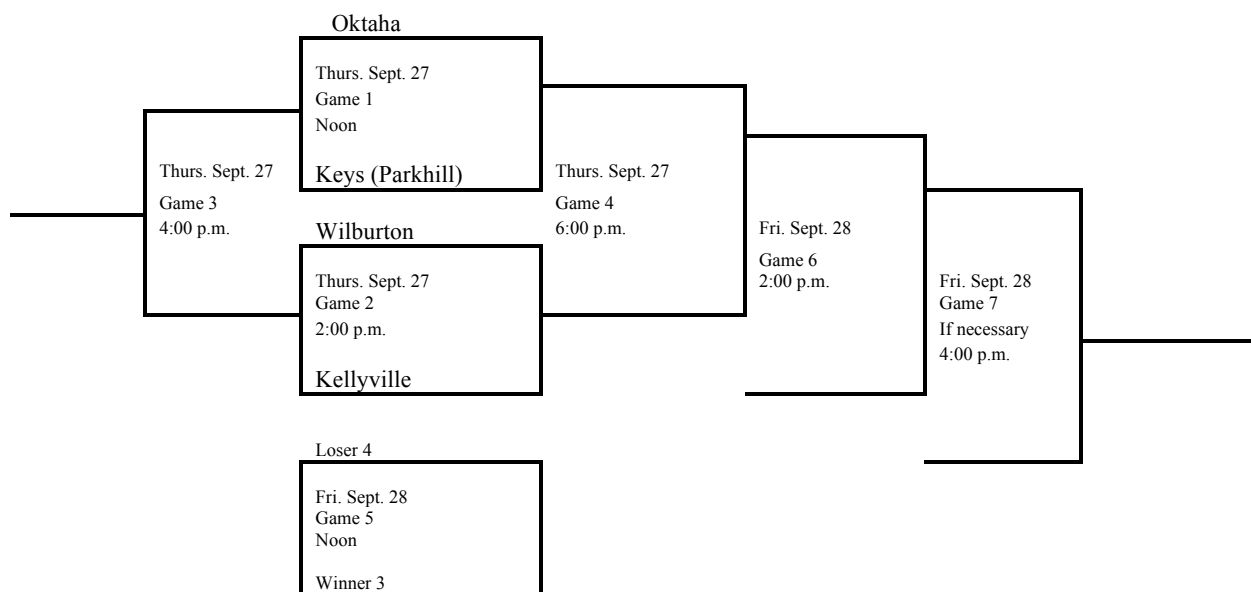 Oktaha
Thurs. Sept. 27
Game 1
Noon
Keys (Parkhill)
Thurs. Sept. 27
Game 3
4:00 p.m.
Thurs. Sept. 27
Game 4
6:00 p.m.
Wilburton
Thurs. Sept. 27
Game 2
2:00 p.m.
Kellyville
Fri. Sept. 28
Game 6
2:00 p.m.
Fri. Sept. 28
Game 7
If necessary
4:00 p.m.
Loser 4
Fri. Sept. 28
Game 5
Noon
Winner 3